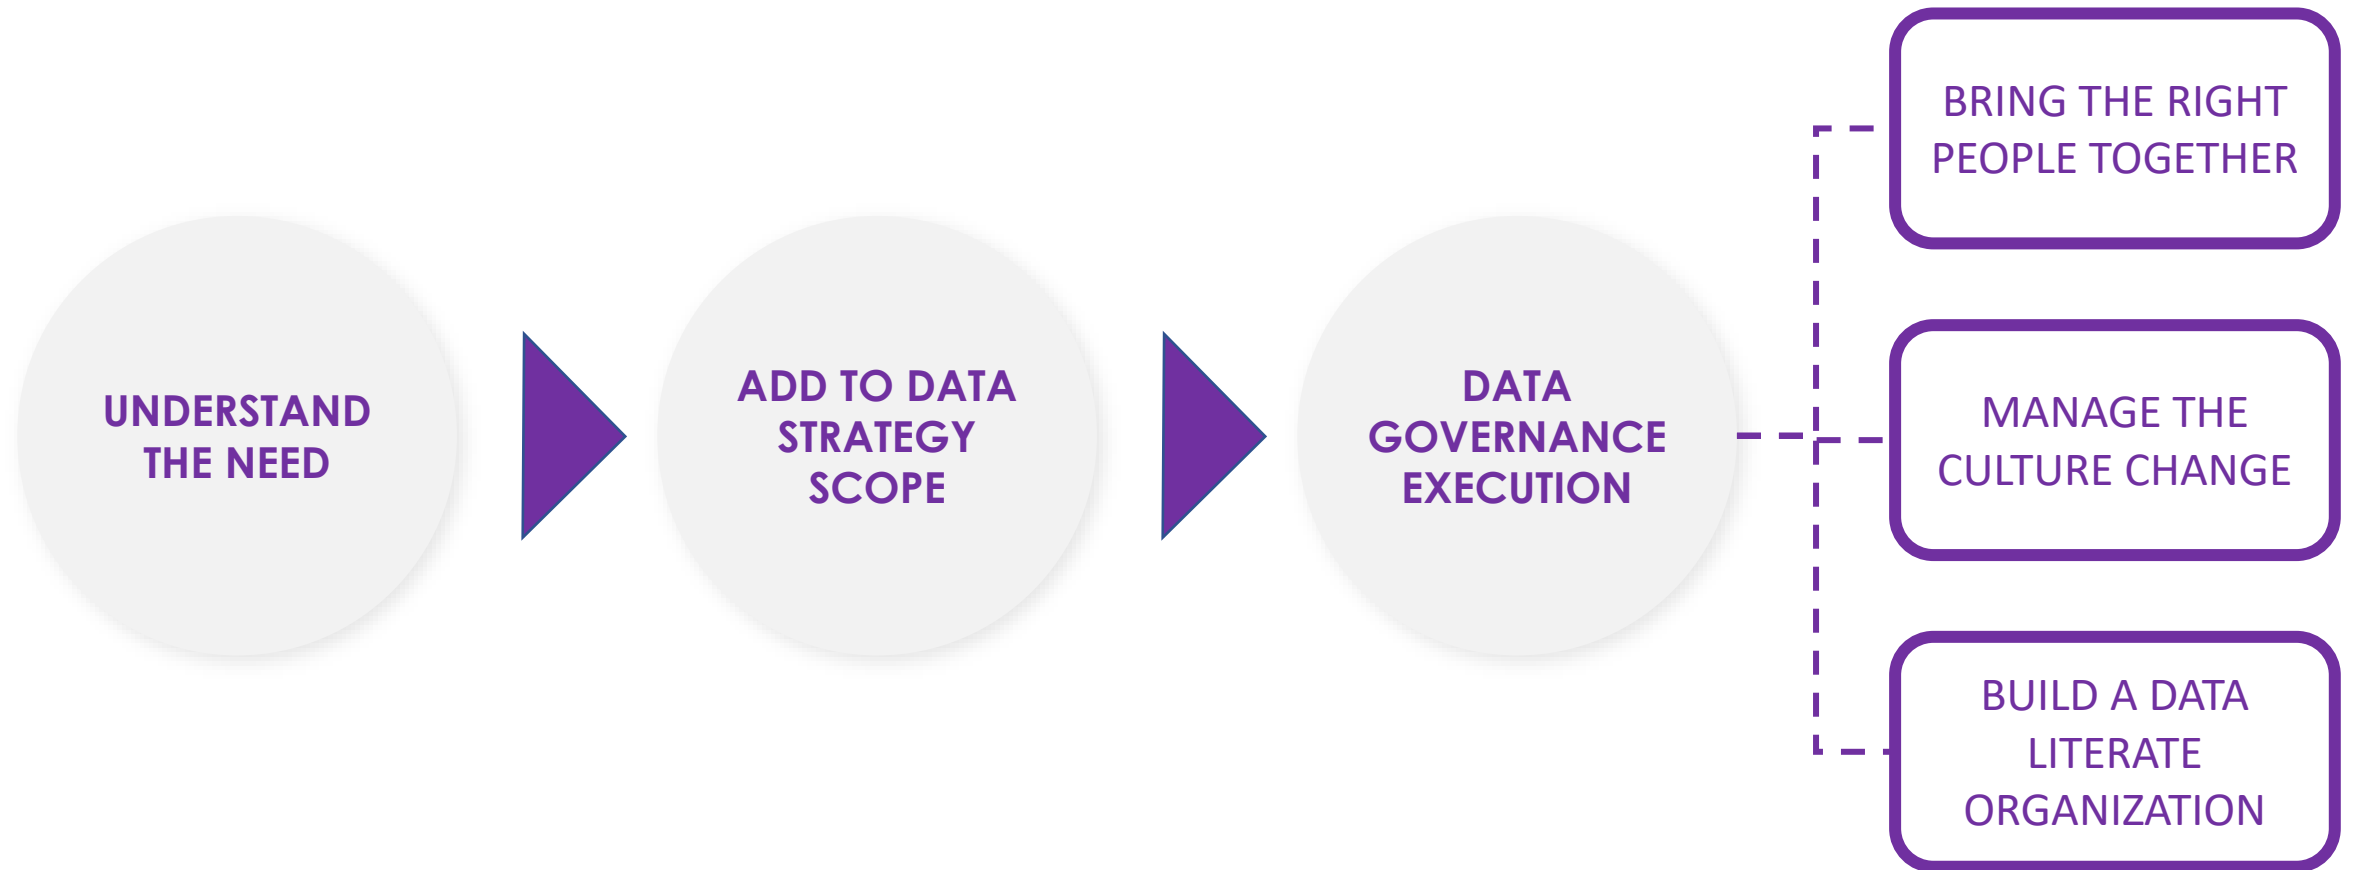 UNDERSTAND
THE NEED
ADD TO DATA
STRATEGY
SCOPE
DATA
GOVERNANCE
EXECUTION
BRING THE RIGHT
PEOPLE TOGETHER
MANAGE THE
CULTURE CHANGE
BUILD A DATA
LITERATE
ORGANIZATION